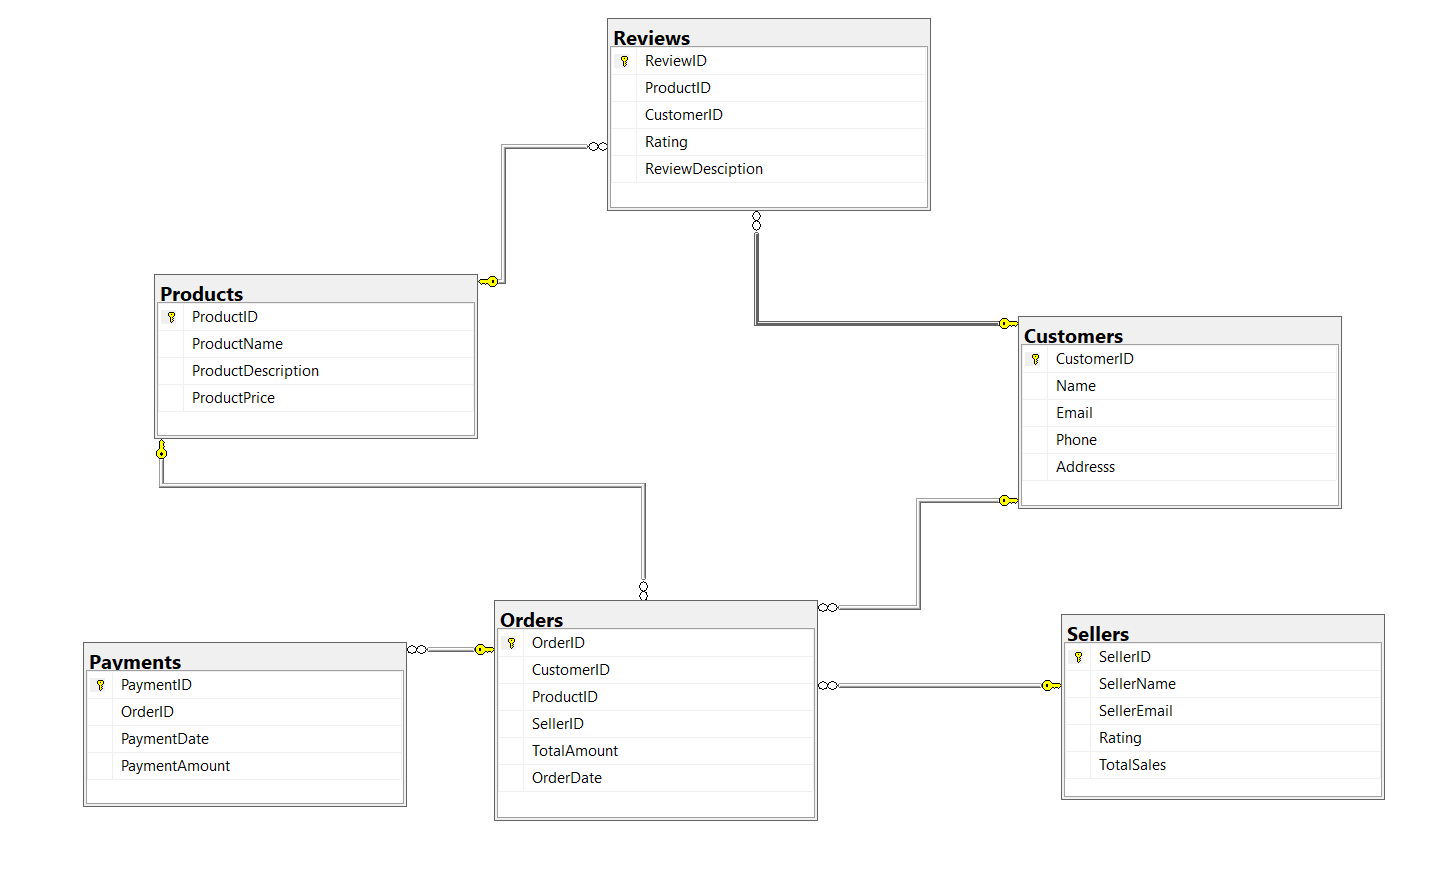 Reviews
ReviewID
ProductID
CustomerID
Rating
ReviewDesciption
Products
ProductID
ProductName
ProductDescription
ProductPrice
Customers
CustomerID
Name
Email
Phone
Addresss
Orders
OrderID
CustomerID
ProductID
SellerID
TotalAmount
OrderDate
Sellers
SellerID
SellerName
SellerEmail
Rating
TotalSales
Payments
PaymentID
OrderID
PaymentDate
PaymentAmount